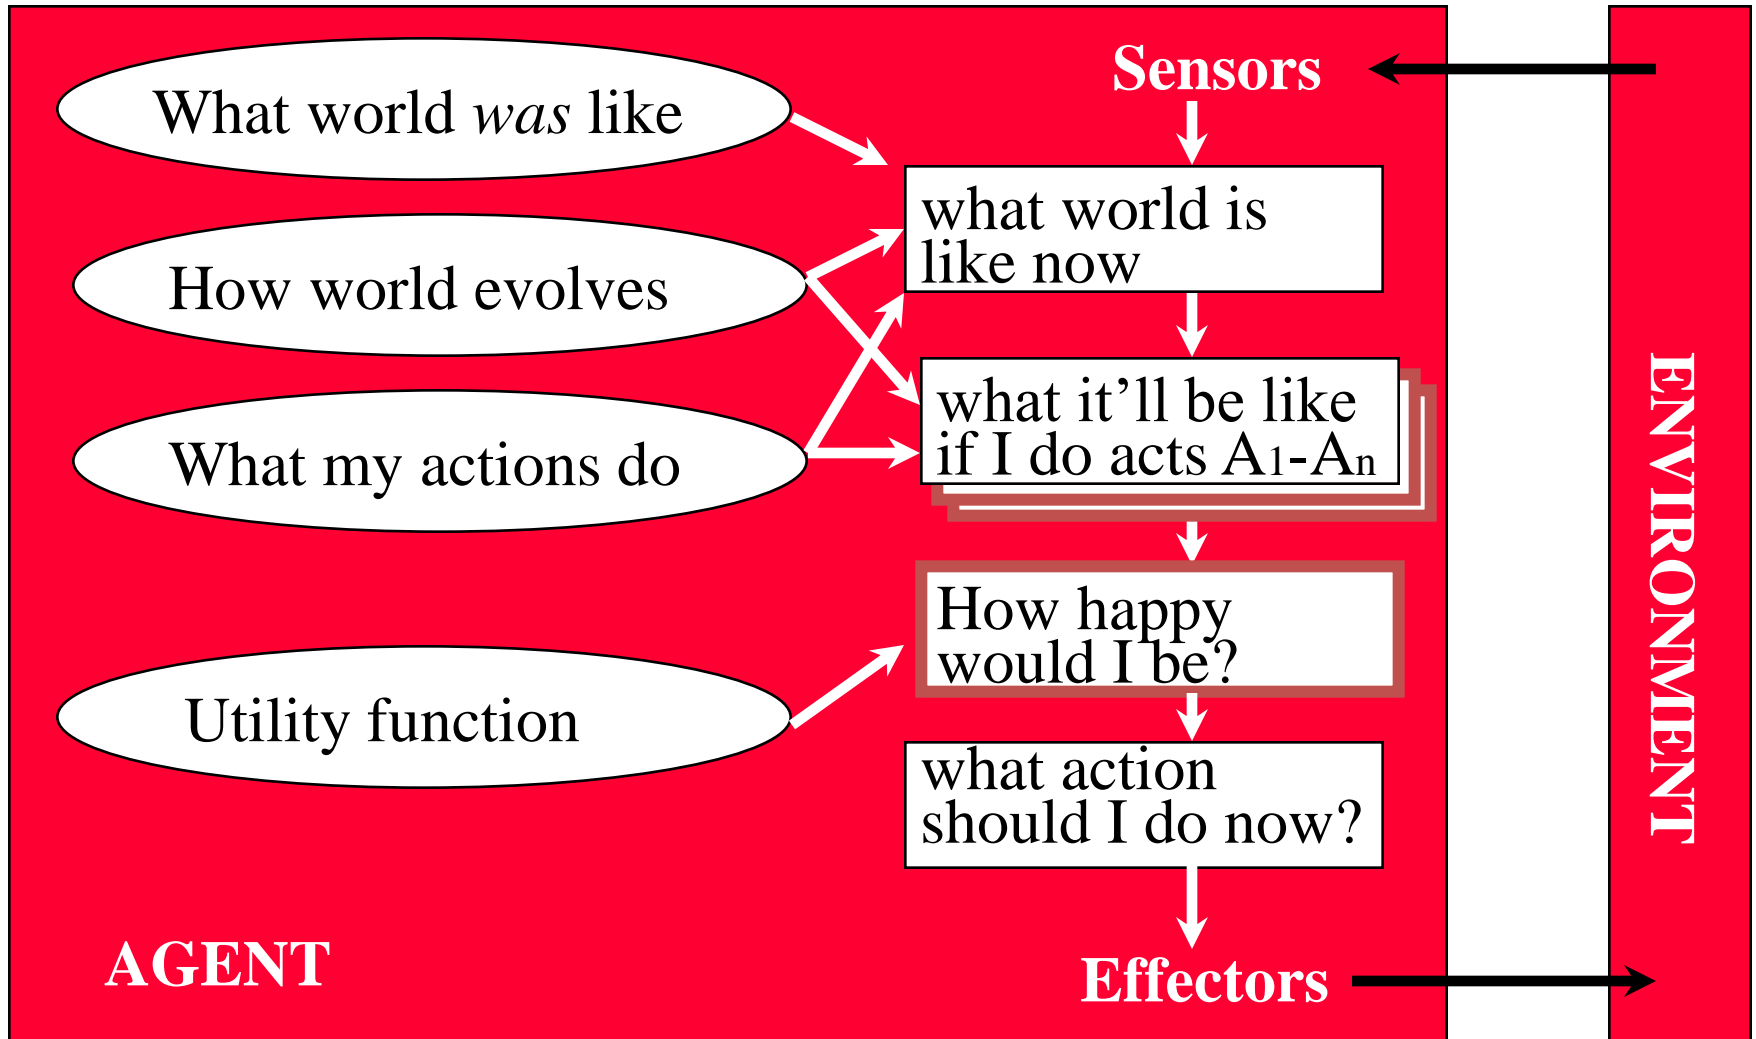 Sensors
What world was like
what world is
like now
How world evolves
what it’ll be like
if I do acts A1-An
What my actions do
How happy
would I be?
Utility function
what action
should I do now?
AGENT
Effectors
ENVIRONMENT